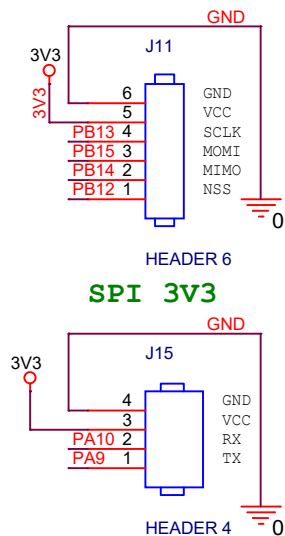 GND
J11
3V3
3V3
6 GND
5 VCC
PB13 4 SCLK
PB15 3 MOMI
PB14 2 MIMO
PB12 1 NSS
0
HEADER 6
SPI 3V3
GND
J15
3V3
4 GND
3 VCC
PA10 2 RX
PA9 1 TX
HEADER 4
0